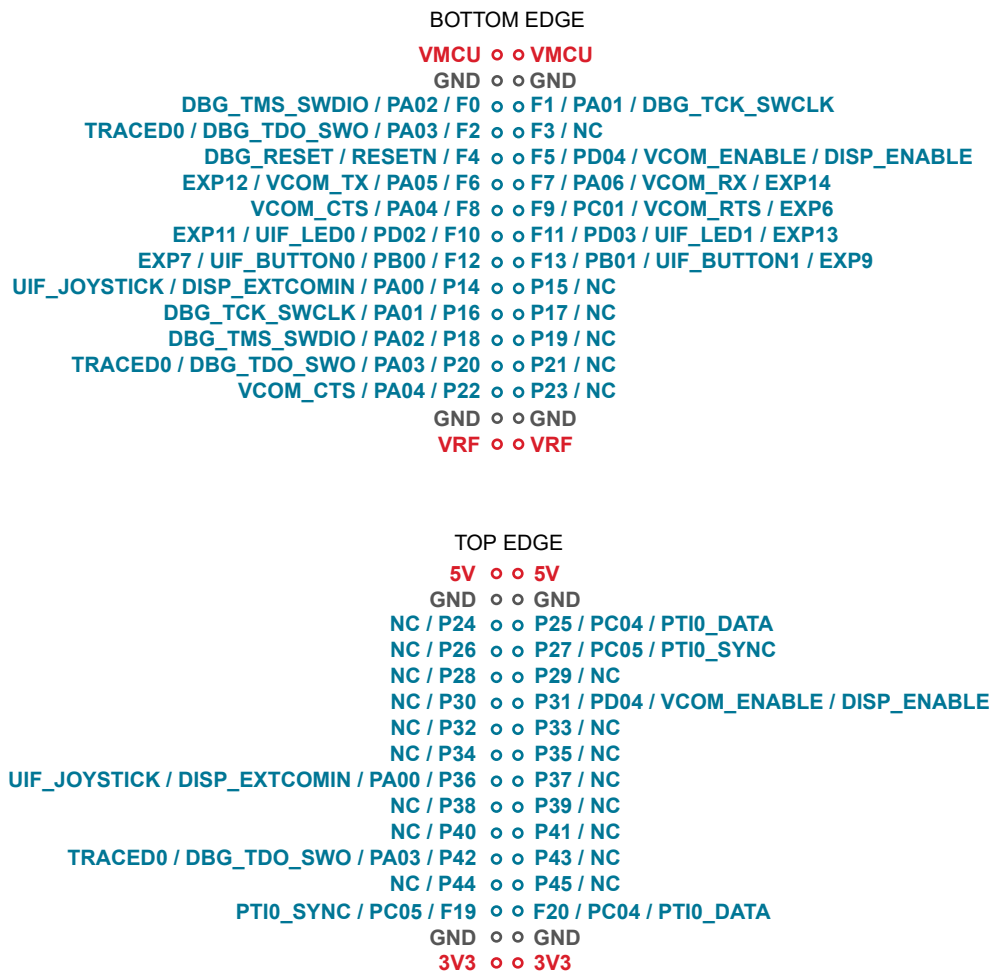 BOTTOM EDGE
VMCU VMCU
GND GND
DBG_TMS_SWDIO / PA02 / F0 F1 / PA01 / DBG_TCK_SWCLK
TRACED0 / DBG_TDO_SWO / PA03 / F2 F3 / NC
DBG_RESET / RESETN / F4 F5 / PD04 / VCOM_ENABLE / DISP_ENABLE
EXP12 / VCOM_TX / PA05 / F6 F7 / PA06 / VCOM_RX / EXP14
VCOM_CTS / PA04 / F8 F9 / PC01 / VCOM_RTS / EXP6
EXP11 / UIF_LED0 / PD02 / F10 F11 / PD03 / UIF_LED1 / EXP13
EXP7 / UIF_BUTTON0 / PB00 / F12 F13 / PB01 / UIF_BUTTON1 / EXP9
UIF_JOYSTICK / DISP_EXTCOMIN / PA00 / P14 P15 / NC
DBG_TCK_SWCLK / PA01 / P16 P17 / NC
DBG_TMS_SWDIO / PA02 / P18 P19 / NC
TRACED0 / DBG_TDO_SWO / PA03 / P20 P21 / NC
VCOM_CTS / PA04 / P22 P23 / NC
GND GND
VRF VRF
TOP EDGE
5V 5V
GND GND
NC / P24 P25 / PC04 / PTI0_DATA
NC / P26 P27 / PC05 / PTI0_SYNC
NC / P28 P29 / NC
NC / P30 P31 / PD04 / VCOM_ENABLE / DISP_ENABLE
NC / P32 P33 / NC
NC / P34 P35 / NC
UIF_JOYSTICK / DISP_EXTCOMIN / PA00 / P36 P37 / NC
NC / P38 P39 / NC
NC / P40 P41 / NC
TRACED0 / DBG_TDO_SWO / PA03 / P42 P43 / NC
NC / P44 P45 / NC
PTI0_SYNC / PC05 / F19 F20 / PC04 / PTI0_DATA
GND GND
3V3 3V3